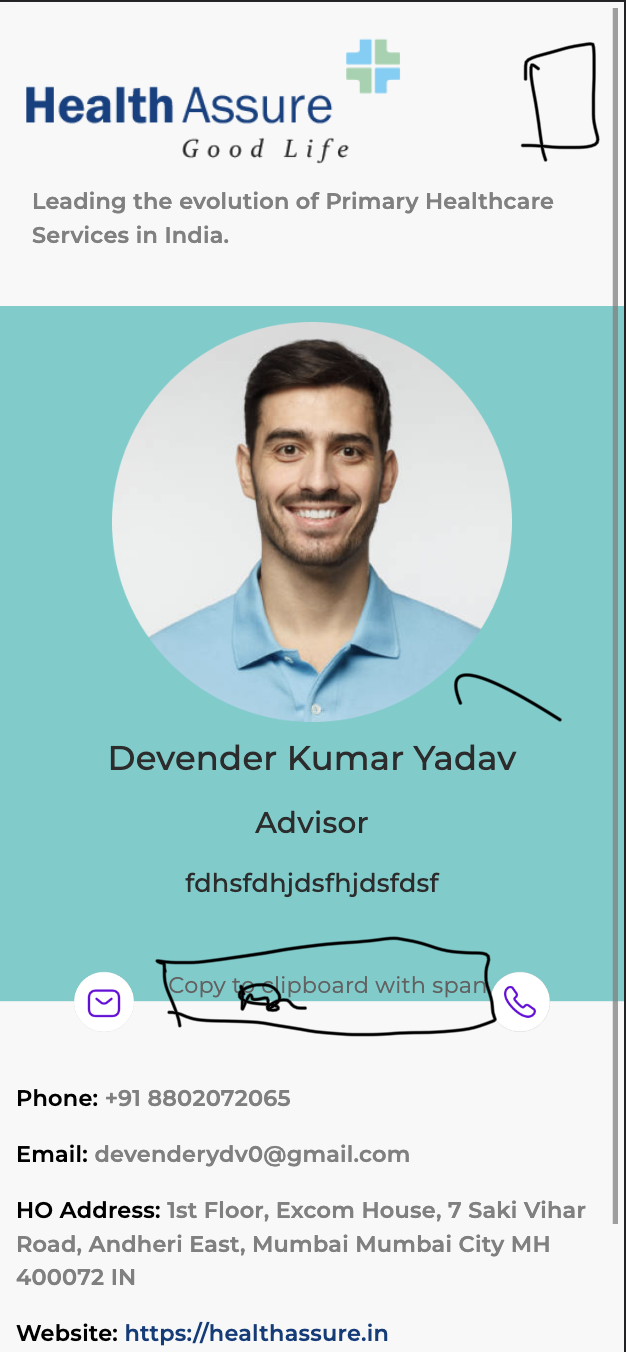 Health Assure
Good Life
Leading the evolution of Primary Healthcare
Services in India.
Devender Kumar Yadav
Advisor
fdhsfdhjdsfhjdsfdsf
Copy to clipboard with span
Phone: +91 8802072065
Email: devenderydv0@gmail.com
HO Address: 1st Floor, Excom House, 7 Saki Vihar
Road, Andheri East, Mumbai Mumbai City MH
400072 IN
Website: https://healthassure.in